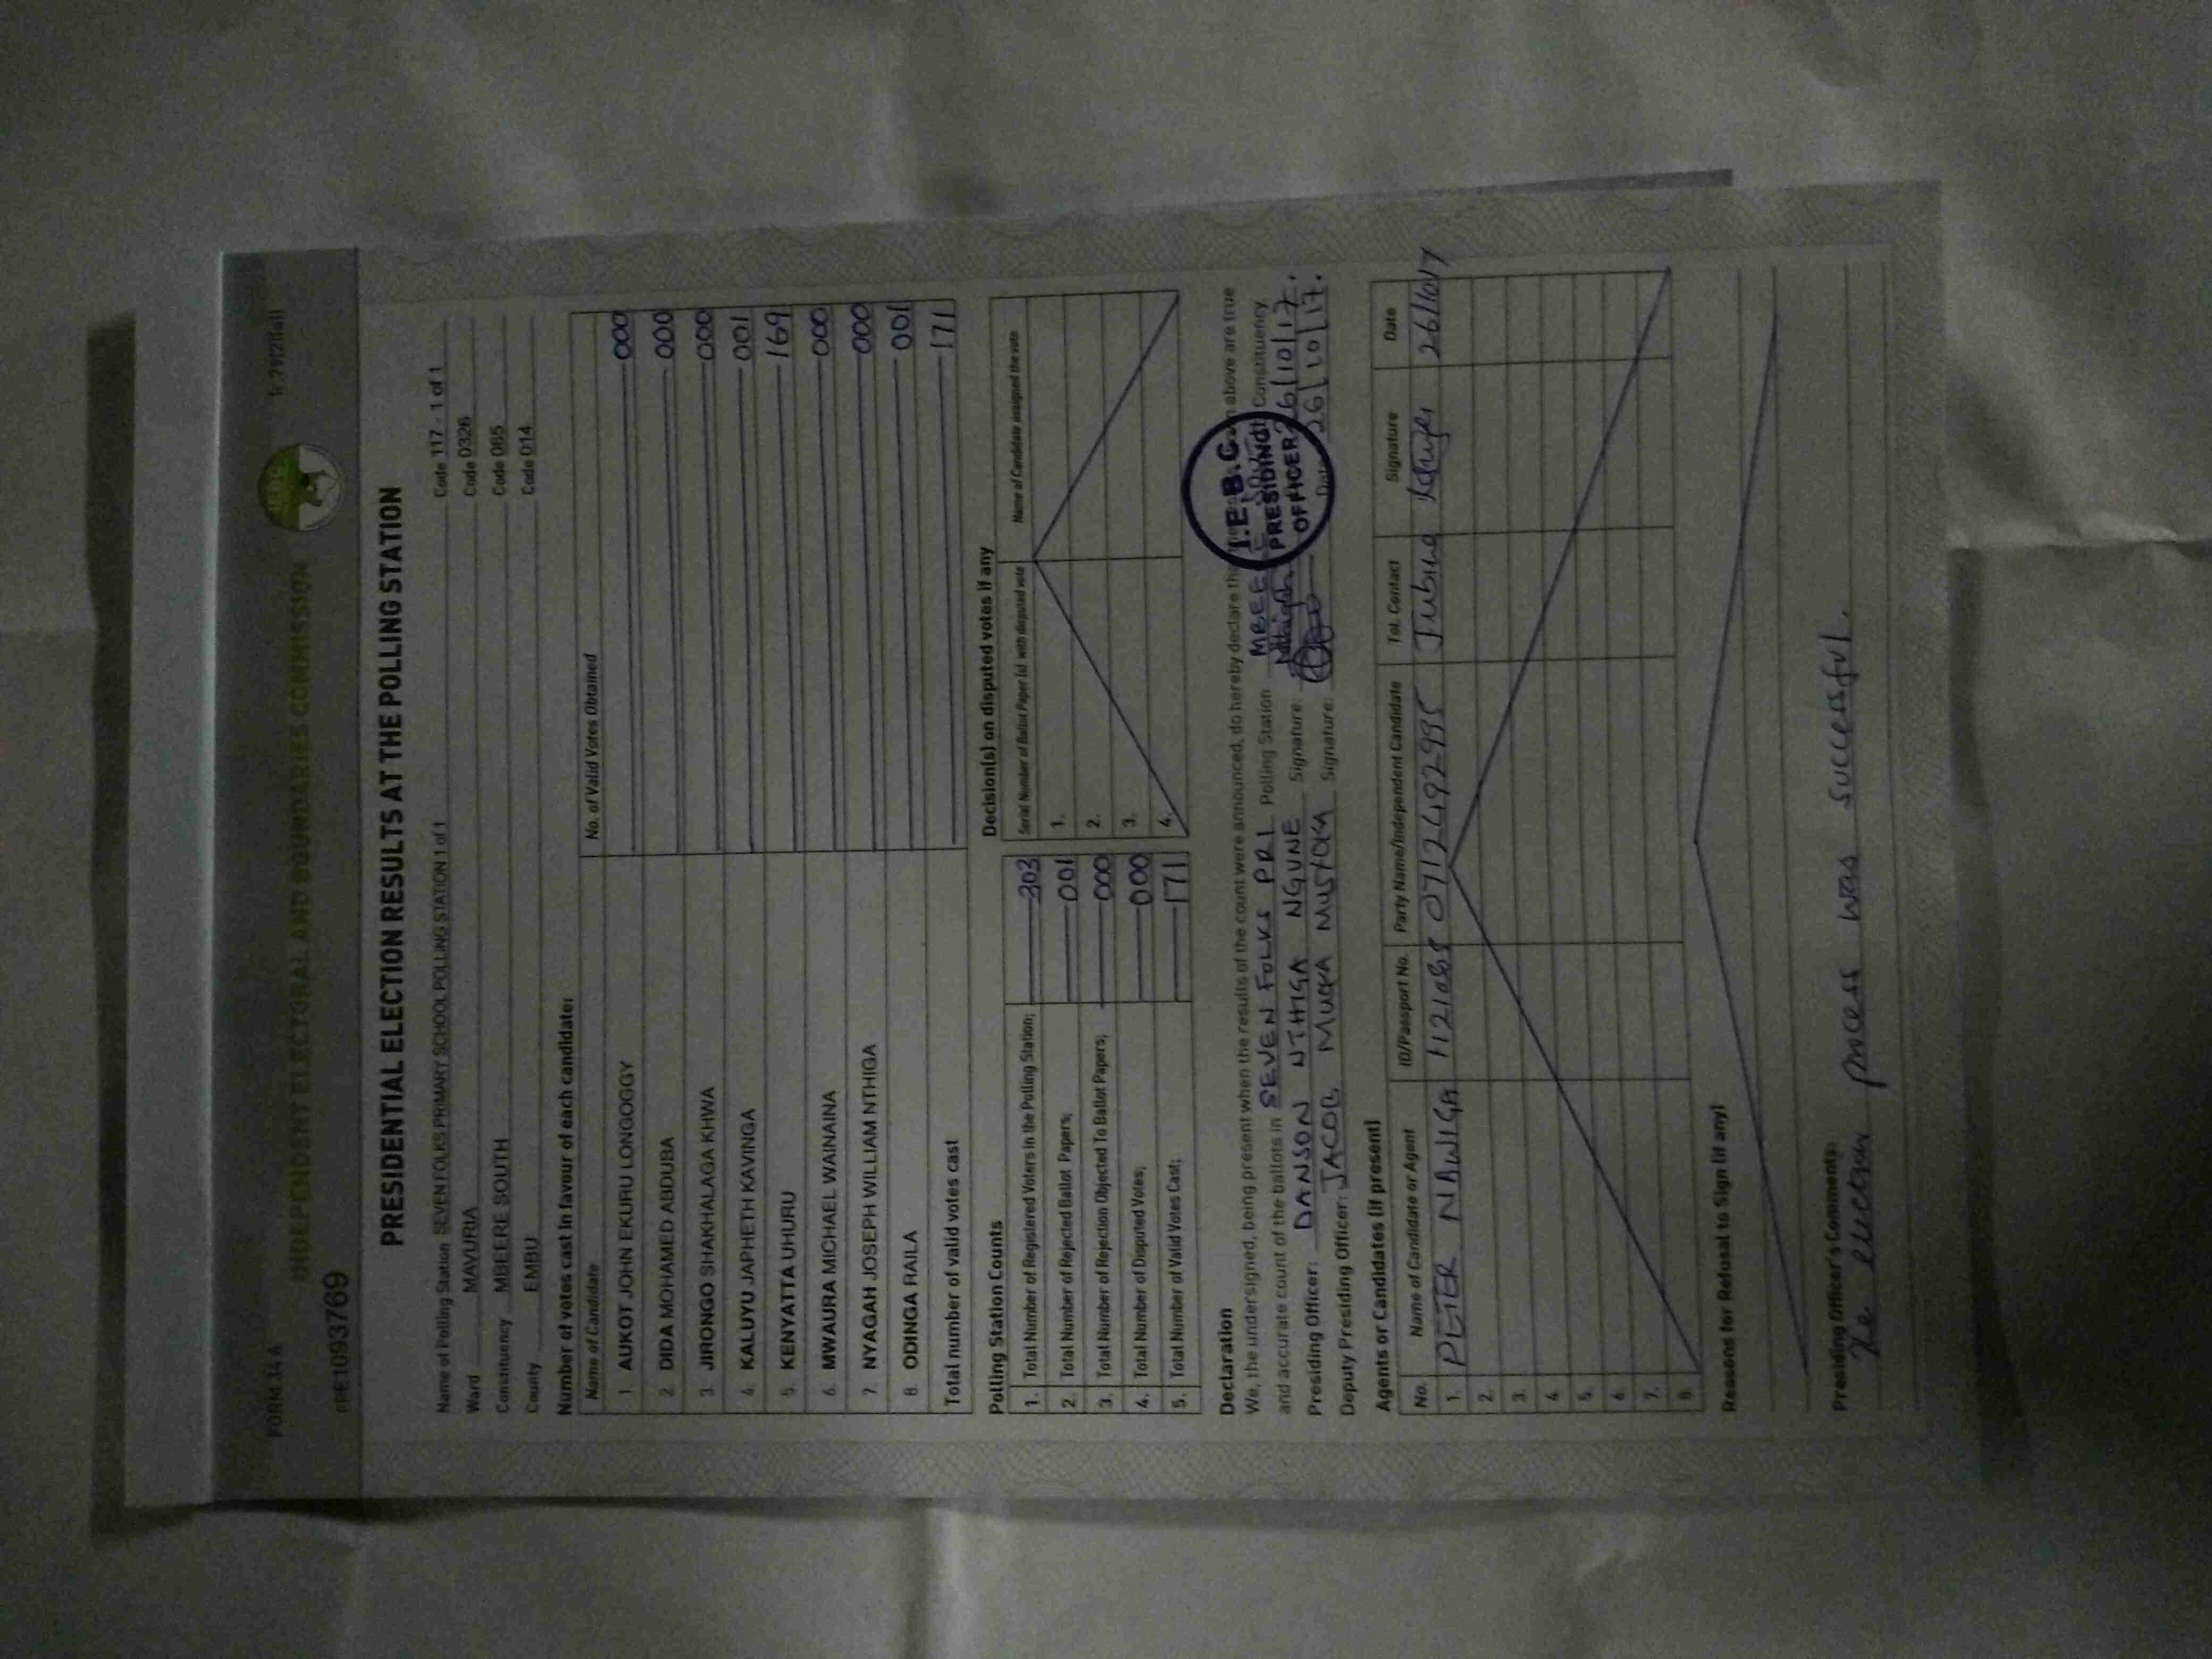 FORM 34 A
INDEPENDENT ELECTORAL AND BOUNDARIES COMMISSION
PRE1093769
PRESIDENTIAL ELECTION RESULTS AT THE POLLING STATION
Name of Polling Station SEVEN FOLKS PRIMARY SCHOOL POLLING STATION 1 of 1 Code 117 - 1 of 1
Ward MAVURIA Code 0326
Constituency MBEERE SOUTH Code 065
County EMBU Code 014
Number of votes cast in favour of each candidate:
Name of Candidate No. of Valid Votes Obtained
1. AUKOT JOHN EKURU LONGOGGY 000
2. DIDA MOHAMED ABDUBA 000
3. JIRONGO SHAKHALAGA KHWA 000
4. KALUYU JAPHETH KAVINGA 001
5. KENYATTA UHURU 169
6. MWAURA MICHAEL WAINAINA 000
7. NYAGAH JOSEPH WILLIAM NTHIGA 000
8. ODINGA RAILA 001
Total number of valid votes cast 171
Polling Station Counts
1. Total Number of Registered Voters in the Polling Station; 303
2. Total Number of Rejected Ballot Papers; 001
3. Total Number of Rejection Objected To Ballot Papers; 000
4. Total Number of Disputed Votes; 000
5. Total Number of Valid Votes Cast; 171
Decision(s) on disputed votes if any
Serial Number of Ballot Paper (s) with disputed vote Name of Candidate assigned the vote
1.
2.
3.
4.
Declaration
We, the undersigned, being present when the results of the count were announced, do hereby declare above are true
and accurate count of the ballots in SEVEN FOLKS PRI Polling Station Constituency
Presiding Officer: DANSON NTHIGA NGUNE Signature: 26/10/17.
Deputy Presiding Officer: JACOB MUCKA MUSYOKA Signature: Date 26/10/17.
I.E.B.C.
PRESIDING
OFFICER
Agents or Candidates (if present)
No. Name of Candidate or Agent ID/Passport No. Party Name/Independent Candidate Tel. Contact Signature Date
1. PETER 0712492995 Jubilee 26/10/17
2.
3.
4.
5.
6.
7.
8.
Reasons for Refusal to Sign (if any)
Presiding Officer's Comments:
The election process was successful.